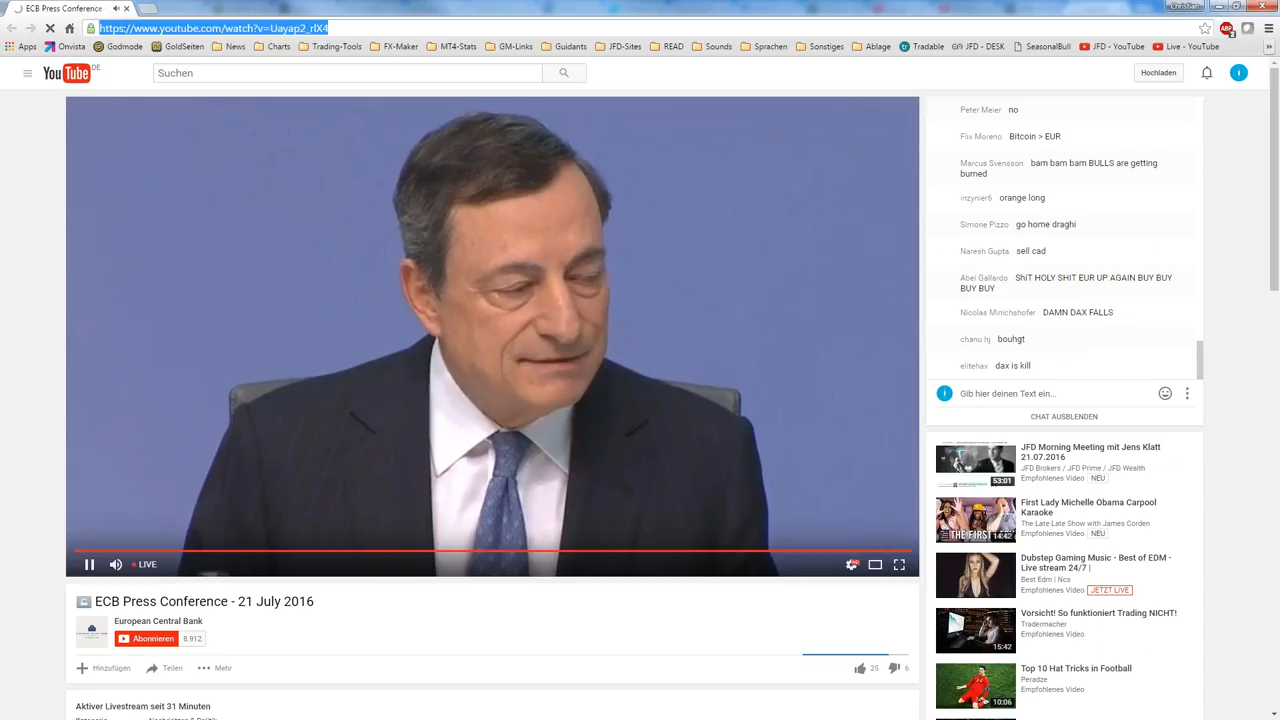 ECB Press Conference
Christian
https://www.youtube.com/watch?v=Uayap2_rlX4
Apps Onvista Godmode GoldSeiten News Charts Trading-Tools FX-Maker MT4-Stats GM-Links Guidants JFD-Sites READ Sounds Sprachen Sonstiges Ablage Tradable JFD - DESK SeasonalBull JFD - YouTube Live - YouTube »
YouTube DE
Suchen
Hochladen
Peter Meier no
Flix Moreno Bitcoin > EUR
Marcus Svensson bam bam bam BULLS are getting
burned
inzynier6 orange long
Simone Pizzo go home draghi
Naresh Gupta sell cad
Abel Gallardo ShiT HOLY SHIT EUR UP AGAIN BUY BUY
BUY BUY
Nicolas Minichshofer DAMN DAX FALLS
chanu hj bouhgt
elitehax dax is kill
Gib hier deinen Text ein...
CHAT AUSBLENDEN
LIVE
HD
ECB Press Conference - 21 July 2016
European Central Bank
Abonnieren 8.912
Hinzufügen Teilen Mehr
25 6
Aktiver Livestream seit 31 Minuten
Kategorie Nachrichten & Politik
JFD Morning Meeting mit Jens Klatt
21.07.2016
JFD Brokers / JFD Prime / JFD Wealth
Empfohlenes Video NEU
53:01
First Lady Michelle Obama Carpool
Karaoke
The Late Late Show with James Corden
Empfohlenes Video NEU
THE FIRST
14:42
Dubstep Gaming Music - Best of EDM -
Live stream 24/7 |
Best Edm | Ncs
Empfohlenes Video JETZT LIVE
Vorsicht! So funktioniert Trading NICHT!
Tradermacher
Empfohlenes Video
15:42
Top 10 Hat Tricks in Football
Peradze
Empfohlenes Video
10:06